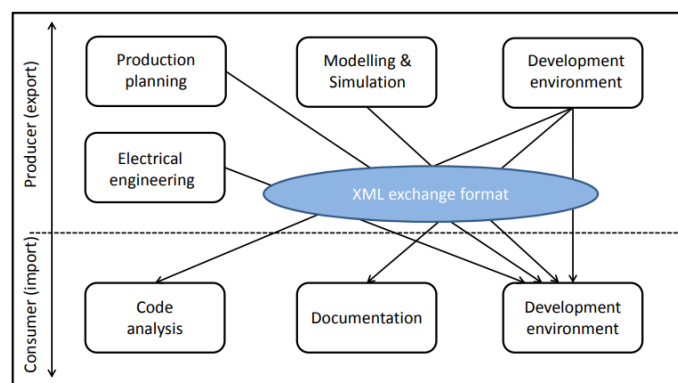 Producer (export)
Production
planning
Modelling &
Simulation
Development
environment
Electrical
engineering
XML exchange format
Consumer (import)
Code
analysis
Documentation
Development
environment